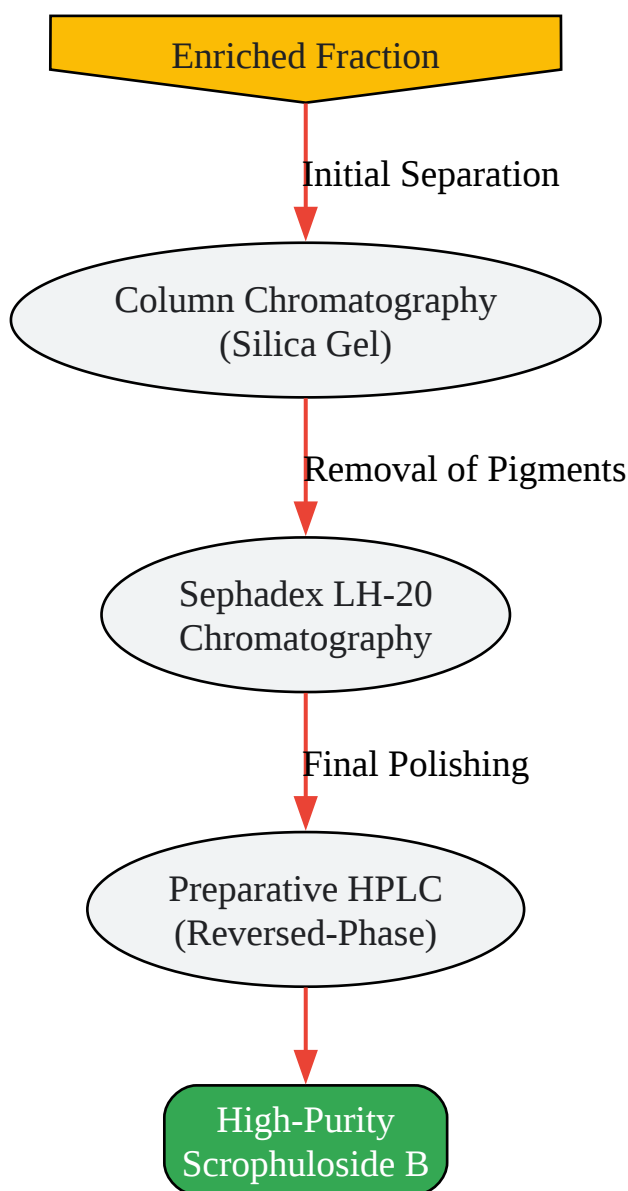 Enriched Fraction
Initial Separation
Column Chromatography
(Silica Gel)
Removal of Pigments
Sephadex LH-20
Chromatography
Final Polishing
Preparative HPLC
(Reversed-Phase)
High-Purity
Scrophuloside B